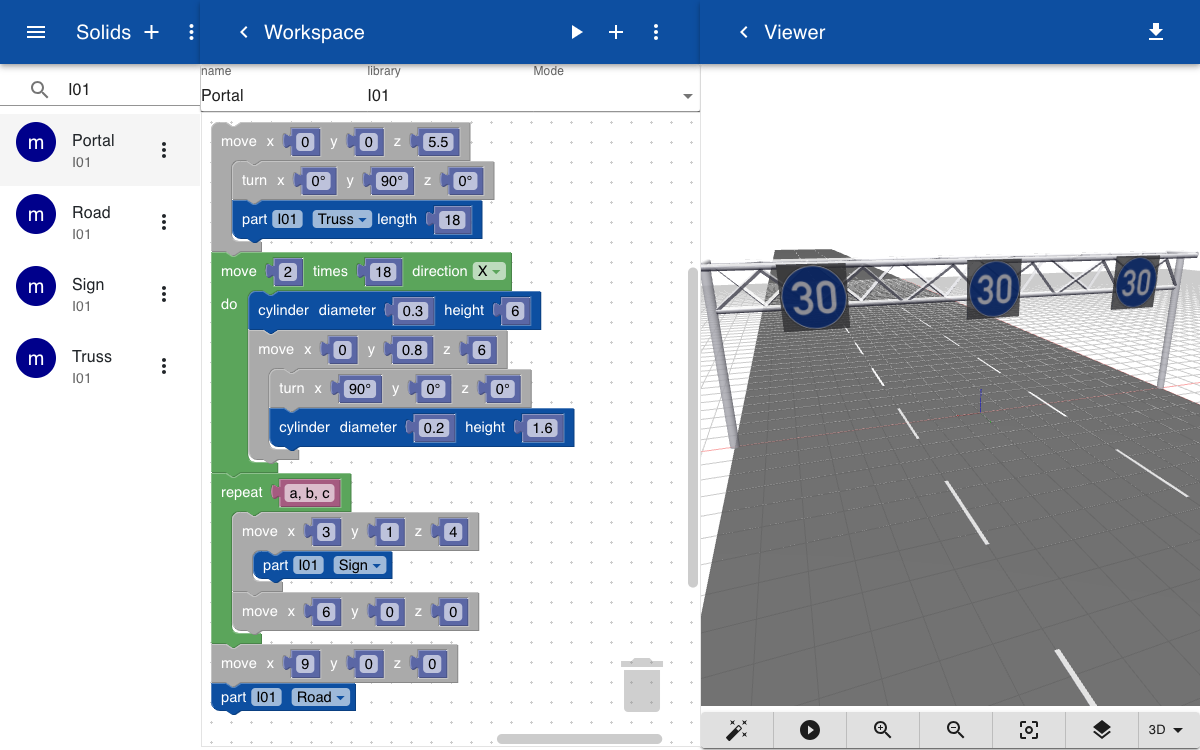 Solids
Workspace
Viewer
I01
name
library
Mode
Portal
I01
m
Portal
I01
m
Road
I01
m
Sign
I01
m
Truss
I01
move x 0 y 0 z 5.5
turn x 0° y 90° z 0°
part I01 Truss length 18
move 2 times 18 direction X
do
cylinder diameter 0.3 height 6
move x 0 y 0.8 z 6
turn x 90° y 0° z 0°
cylinder diameter 0.2 height 1.6
repeat a, b, c
move x 3 y 1 z 4
part I01 Sign
move x 6 y 0 z 0
move x 9 y 0 z 0
part I01 Road
30
30
30
3D